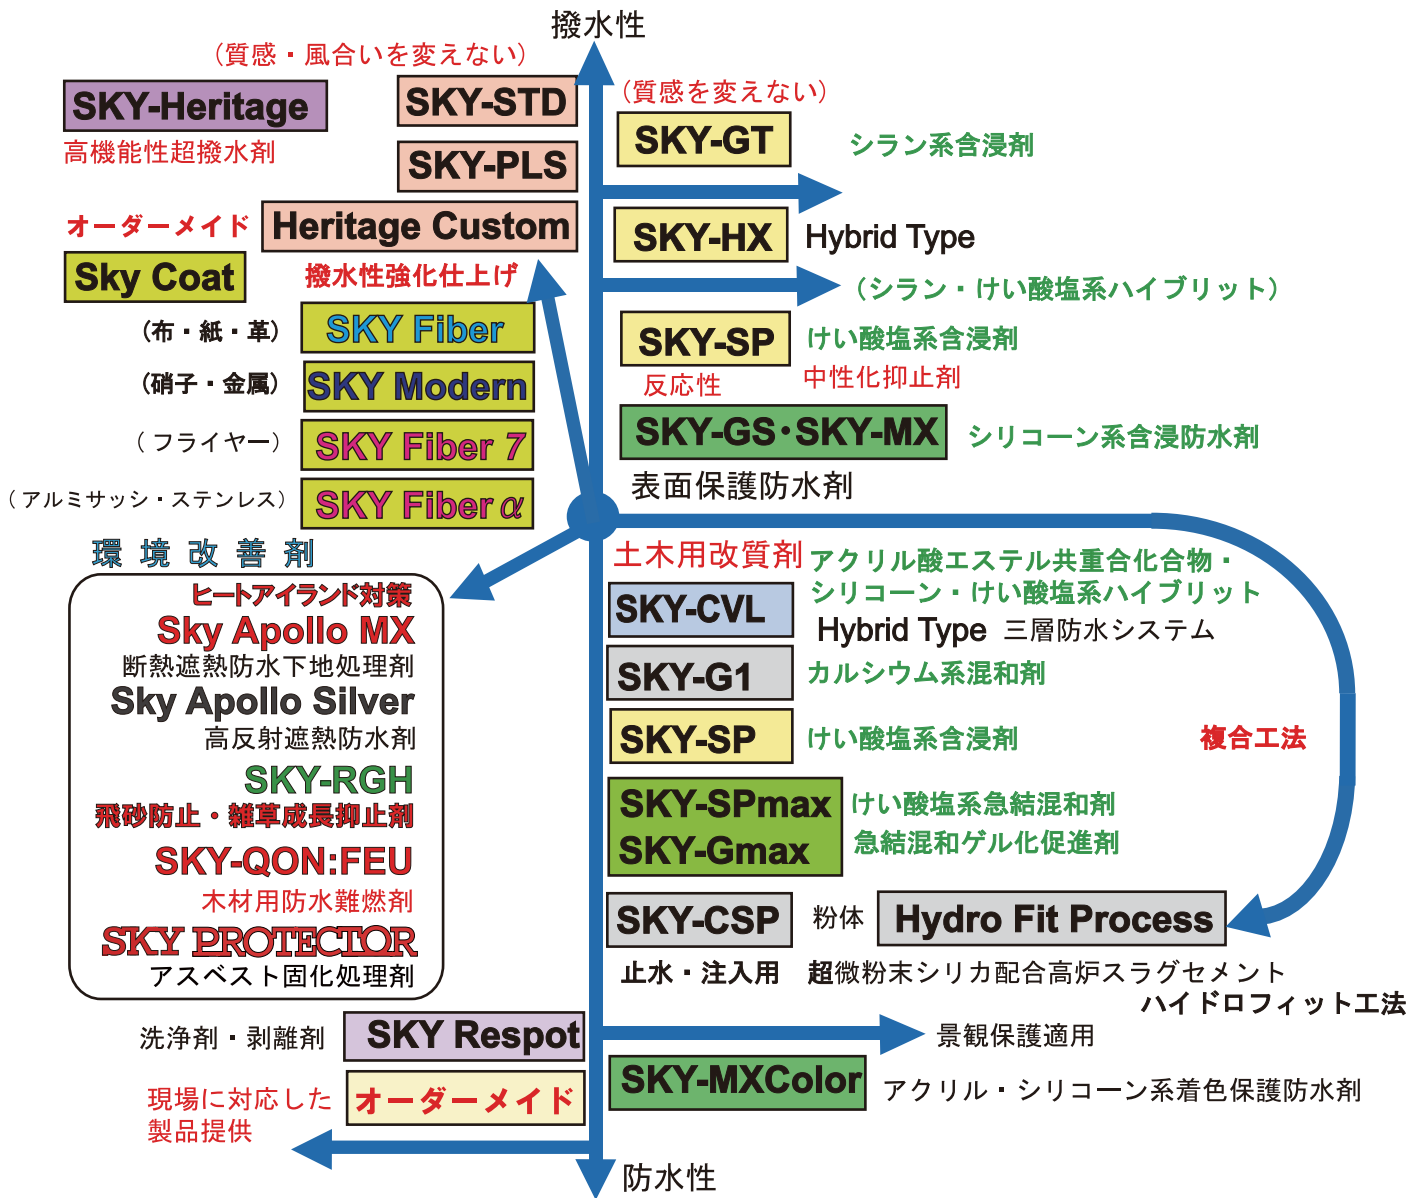 撥水性
（質感・風合いを変えない）
SKY-Heritage
高機能性超撥水剤
SKY-STD
SKY-PLS
オーダーメイド
Heritage Custom
Sky Coat
撥水性強化仕上げ
（布・紙・革）
SKY Fiber
（硝子・金属）
SKY Modern
（フライヤー）
SKY Fiber 7
（アルミサッシ・ステンレス）
SKY Fiber α
（質感を変えない）
SKY-GT
シラン系含浸剤
SKY-HX
Hybrid Type
（シラン・けい酸塩系ハイブリット）
SKY-SP
けい酸塩系含浸剤
反応性
中性化抑止剤
SKY-GS・SKY-MX
シリコーン系含浸防水剤
表面保護防水剤
環境改善剤
ヒートアイランド対策
Sky Apollo MX
断熱遮熱防水下地処理剤
Sky Apollo Silver
高反射遮熱防水剤
SKY-RGH
飛砂防止・雑草成長抑止剤
SKY-QON:FEU
木材用防水難燃剤
SKY PROTECTOR
アスベスト固化処理剤
土木用改質剤
アクリル酸エステル共重合化合物・
シリコーン・けい酸塩系ハイブリット
SKY-CVL
Hybrid Type 三層防水システム
SKY-G1
カルシウム系混和剤
SKY-SP
けい酸塩系含浸剤
複合工法
SKY-SPmax
けい酸塩系急結混和剤
SKY-Gmax
急結混和ゲル化促進剤
SKY-CSP
粉体
Hydro Fit Process
止水・注入用
超微粉末シリカ配合高炉スラグセメント
ハイドロフィット工法
洗浄剤・剥離剤
SKY Respot
景観保護適用
SKY-MXColor
アクリル・シリコーン系着色保護防水剤
現場に対応した
製品提供
オーダーメイド
防水性